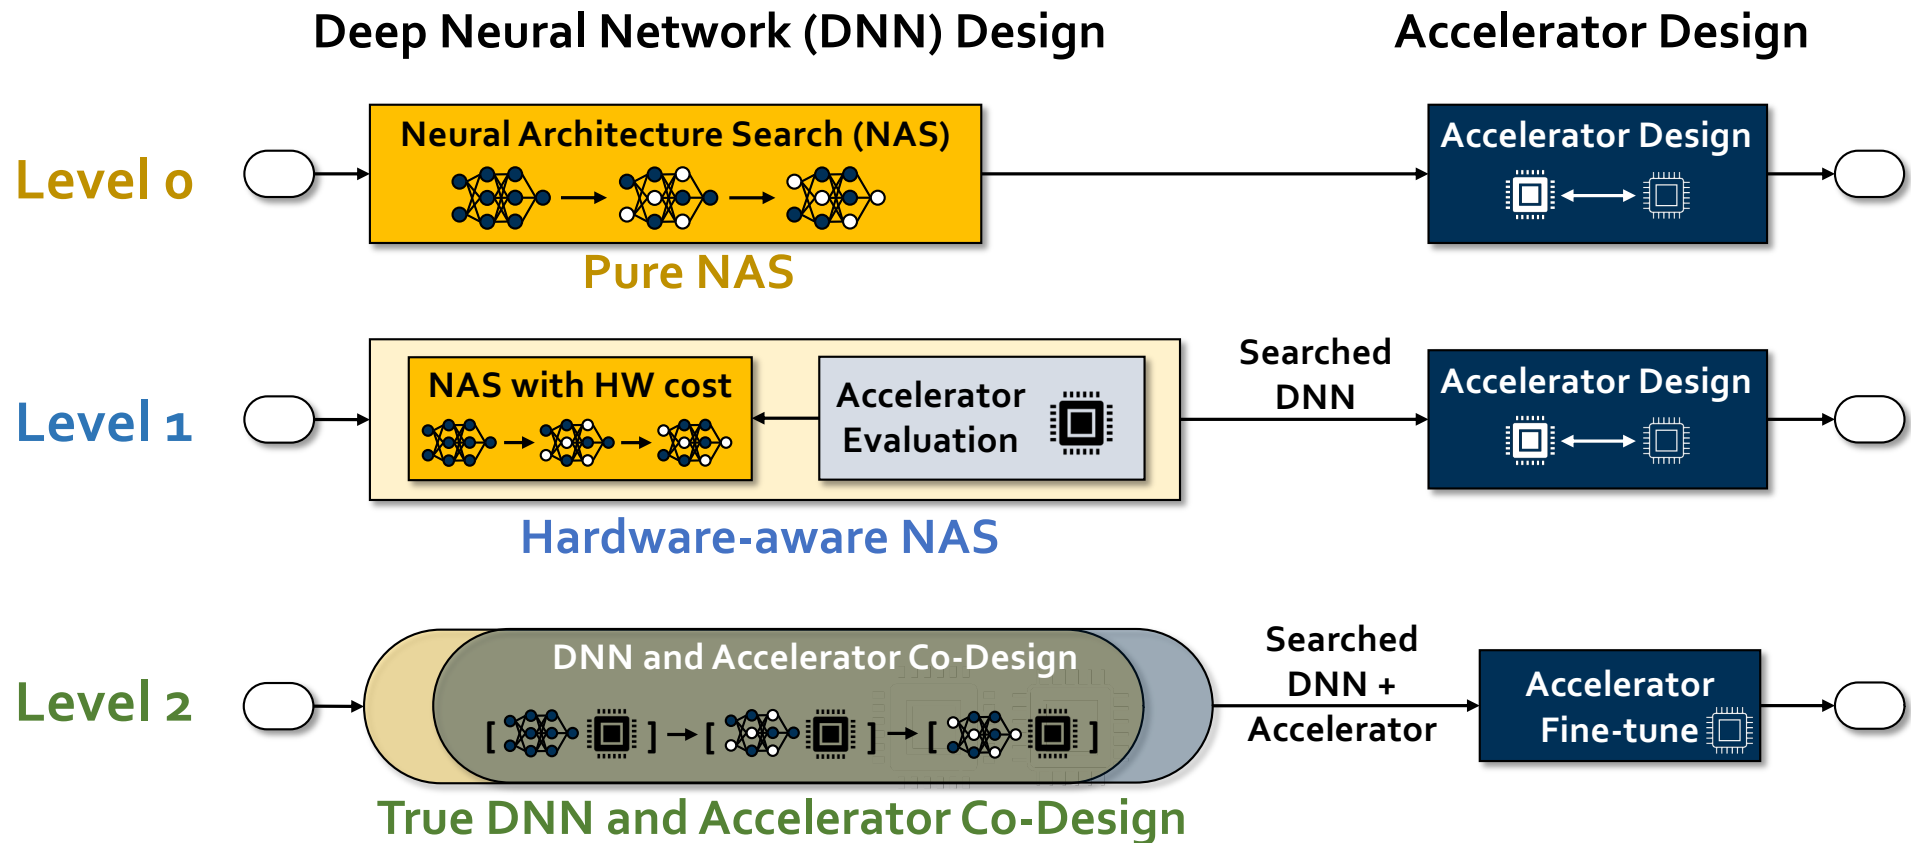 Deep Neural Network (DNN) Design
Accelerator Design
Level 0
Neural Architecture Search (NAS)
Pure NAS
Accelerator Design
Level 1
NAS with HW cost
Accelerator
Evaluation
Hardware-aware NAS
Searched
DNN
Accelerator Design
Level 2
DNN and Accelerator Co-Design
[ ] [ ] [ ]
True DNN and Accelerator Co-Design
Searched
DNN +
Accelerator
Accelerator
Fine-tune